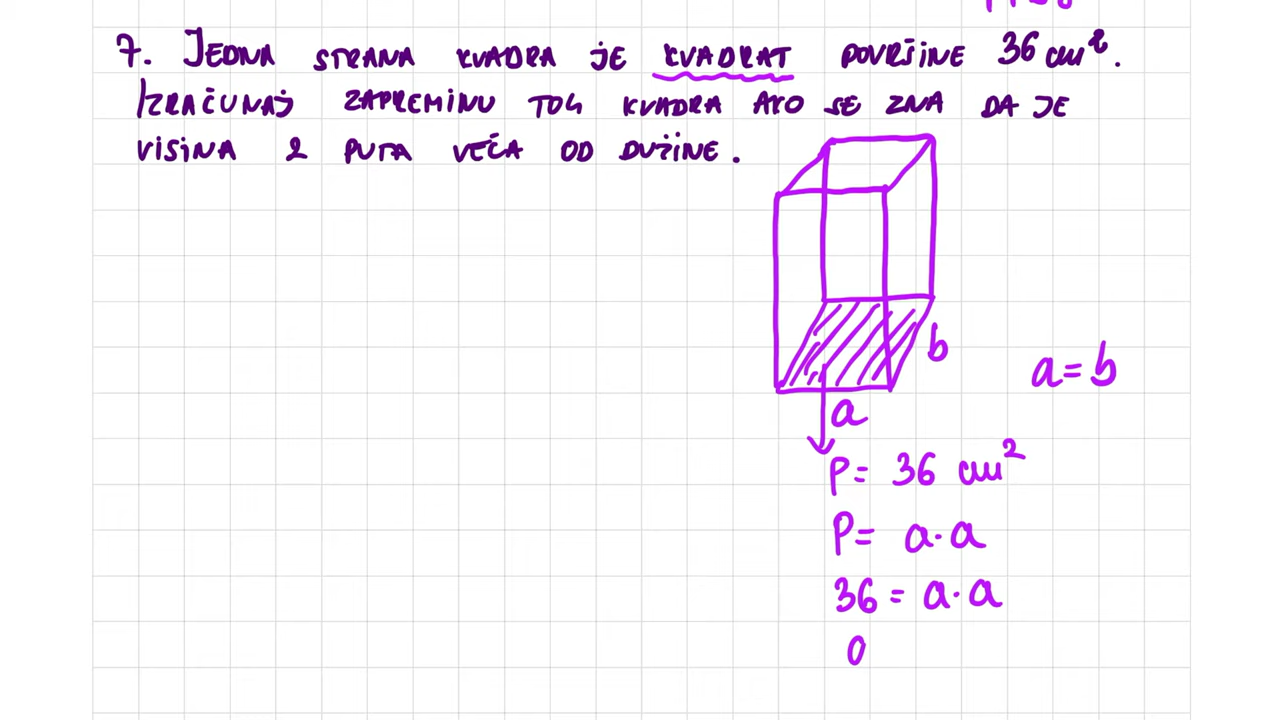 7. JEDNA STRANA KVADRA JE KVADRAT POVRŠINE 36 cm².
IZRAČUNAJ ZAPREMINU TOG KVADRA AKO SE ZNA DA JE
VISINA 2 PUTA VEĆA OD DUŽINE.
b
a = b
a
P = 36 cm²
P = a · a
36 = a · a